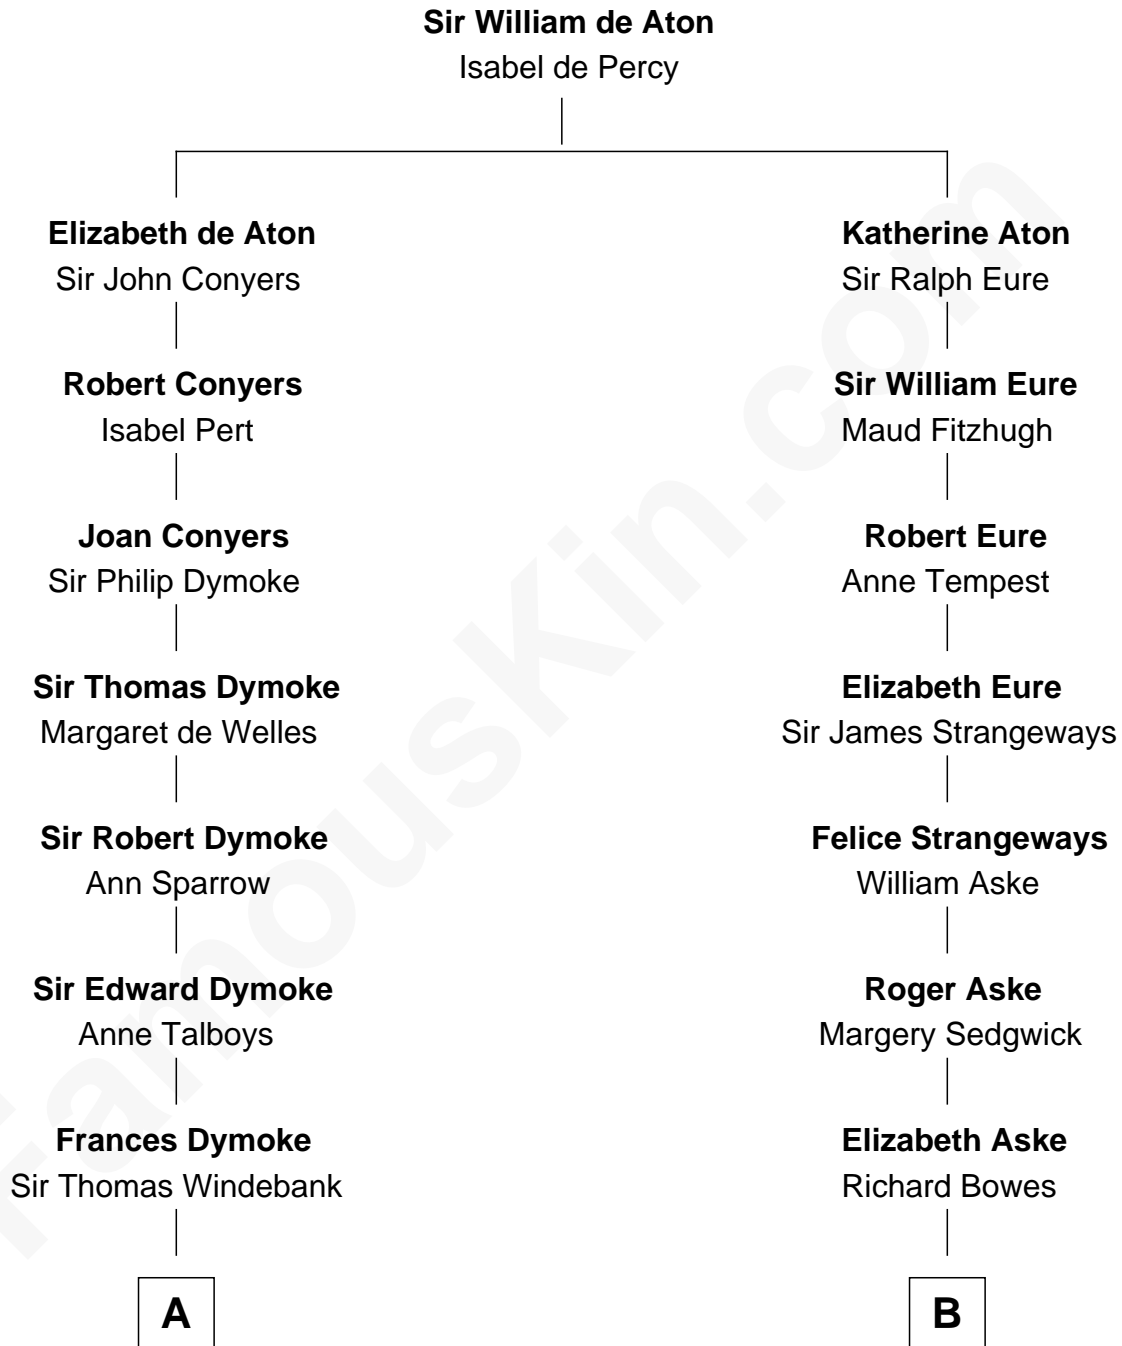 Sir William de Aton
Isabel de Percy
Elizabeth de Aton
Sir John Conyers
Robert Conyers
Isabel Pert
Joan Conyers
Sir Philip Dymoke
Sir Thomas Dymoke
Margaret de Welles
Sir Robert Dymoke
Ann Sparrow
Sir Edward Dymoke
Anne Talboys
Frances Dymoke
Sir Thomas Windebank
A
Katherine Aton
Sir Ralph Eure
Sir William Eure
Maud Fitzhugh
Robert Eure
Anne Tempest
Elizabeth Eure
Sir James Strangeways
Felice Strangeways
William Aske
Roger Aske
Margery Sedgwick
Elizabeth Aske
Richard Bowes
B
FamousKin.com